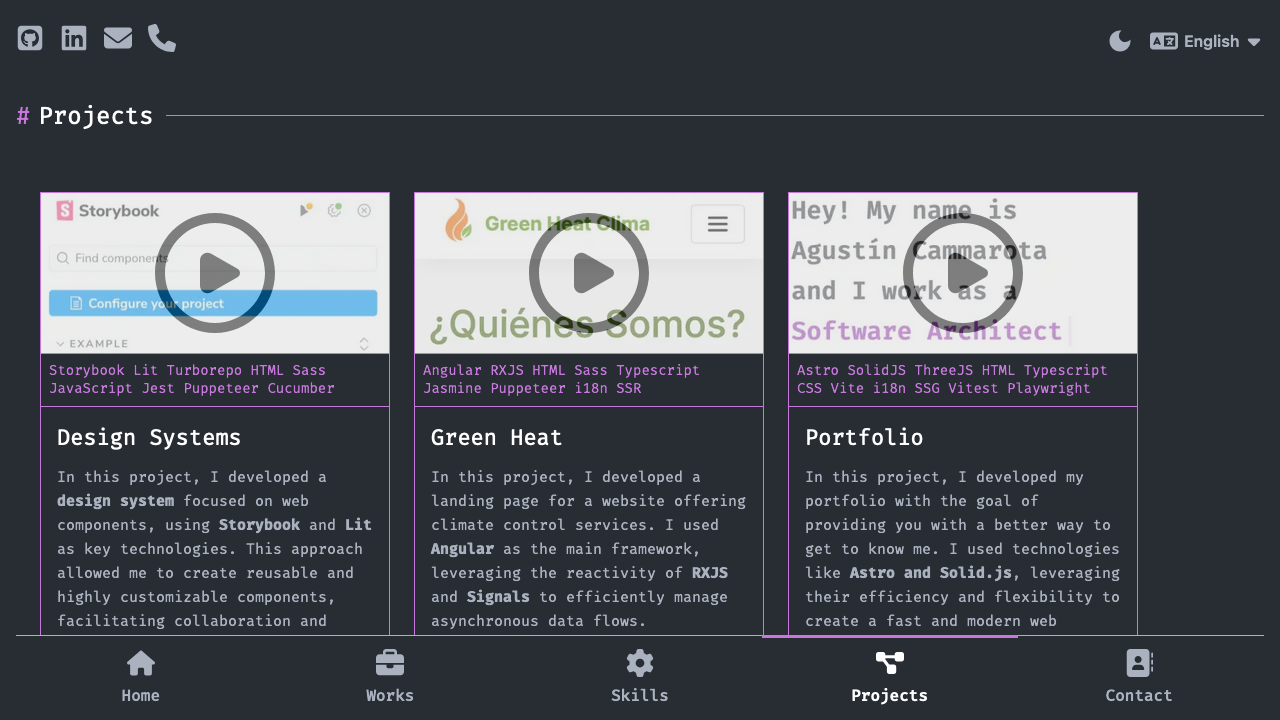 English
# Projects
Storybook
Find components
Configure your project
EXAMPLE
Storybook Lit Turborepo HTML Sass
JavaScript Jest Puppeteer Cucumber
Design Systems
In this project, I developed a
design system focused on web
components, using Storybook and Lit
as key technologies. This approach
allowed me to create reusable and
highly customizable components,
facilitating collaboration and
Green Heat Clima
¿Quiénes Somos?
Angular RXJS HTML Sass Typescript
Jasmine Puppeteer i18n SSR
Green Heat
In this project, I developed a
landing page for a website offering
climate control services. I used
Angular as the main framework,
leveraging the reactivity of RXJS
and Signals to efficiently manage
asynchronous data flows.
Hey! My name is
Agustín Cammarota
and I work as a
Software Architect
Astro SolidJS ThreeJS HTML Typescript
CSS Vite i18n SSG Vitest Playwright
Portfolio
In this project, I developed my
portfolio with the goal of
providing you with a better way to
get to know me. I used technologies
like Astro and Solid.js, leveraging
their efficiency and flexibility to
create a fast and modern web
Home
Works
Skills
Projects
Contact